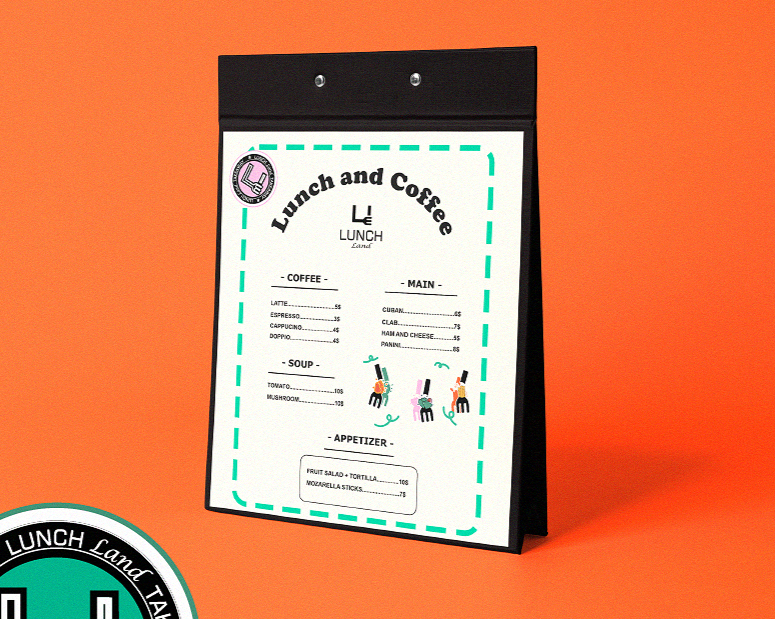 Lunch and Coffee
LUNCH
Land
- COFFEE -
LATTE..................5$
ESPRESSO.............3$
CAPPUCINO...........4$
DOPPIO................4$
- MAIN -
CUBAN..................6$
CLAB....................7$
HAM AND CHEESE........5$
PANINI..................8$
- SOUP -
TOMATO................10$
MUSHROOM.............10$
- APPETIZER -
FRUIT SALAD + TORTILLA.........10$
MOZARELLA STICKS...............7$
LUNCH Land TAK